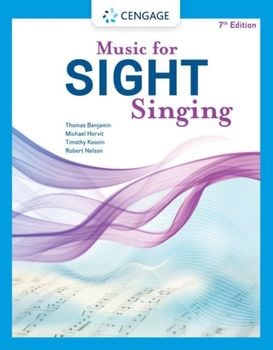 CENGAGE
7th Edition
Music for
SIGHT
Singing
Thomas Benjamin
Michael Horvit
Timothy Koozin
Robert Nelson